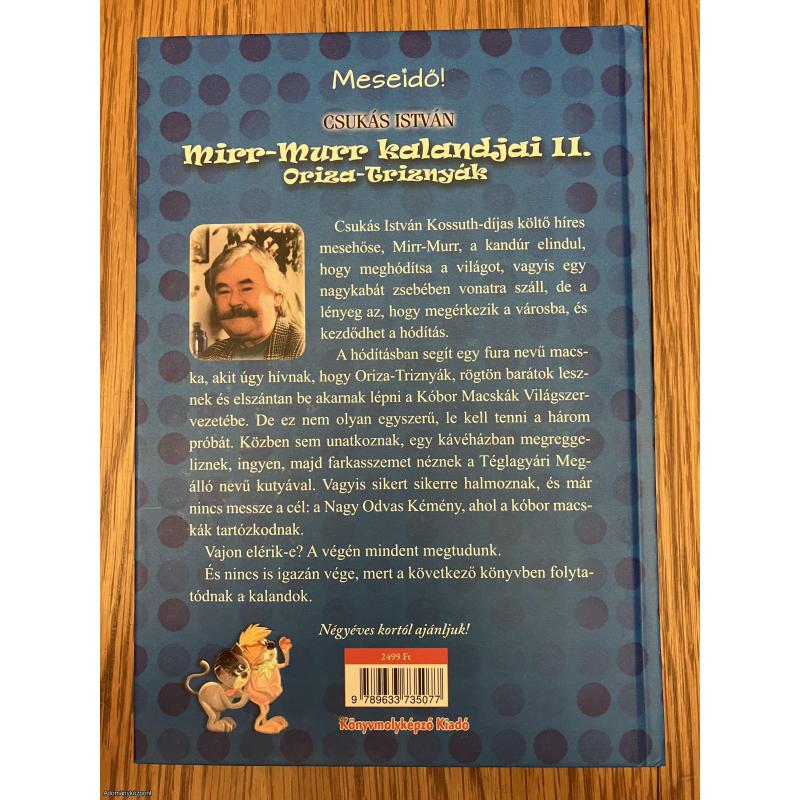 Meseidő!
CSUKÁS ISTVÁN
Mirr-Murr kalandjai II.
Oriza-Triznyák
Csukás István Kossuth-díjas költő híres
mesehőse, Mirr-Murr, a kandúr elindul,
hogy meghódítsa a világot, vagyis egy
nagykabát zsebében vonatra száll, de a
lényeg az, hogy megérkezik a városba, és
kezdődhet a hódítás.
A hódításban segít egy fura nevű macs-
ka, akit úgy hívnak, hogy Oriza-Triznyák, rögtön barátok lesz-
nek és elszántan be akarnak lépni a Kóbor Macskák Világszer-
vezetébe. De ez nem olyan egyszerű, le kell tenni a három
próbát. Közben sem unatkoznak, egy kávéházban megregge-
liznek, ingyen, majd farkasszemet néznek a Téglagyári Meg-
álló nevű kutyával. Vagyis sikert sikerre halmoznak, és már
nincs messze a cél: a Nagy Odvas Kémény, ahol a kóbor macs-
kák tartózkodnak.
Vajon elérik-e? A végén mindent megtudunk.
És nincs is igazán vége, mert a következő könyvben folyta-
tódnak a kalandok.
Négyéves kortól ajánljuk!
2499 Ft
9 789633 735077
Könyvmolyképző Kiadó
Adományközpont